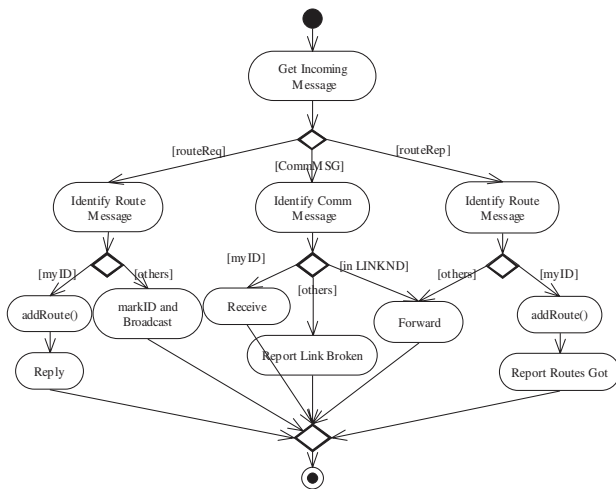 Get Incoming
Message
[routeReq]
[CommMSG]
[routeRep]
Identify Route
Message
Identify Comm
Message
Identify Route
Message
[myID]
[others]
[myID]
[others]
[in LINKND]
[others]
[myID]
addRoute()
markID and
Broadcast
Receive
Forward
addRoute()
Reply
Report Link Broken
Report Routes Got